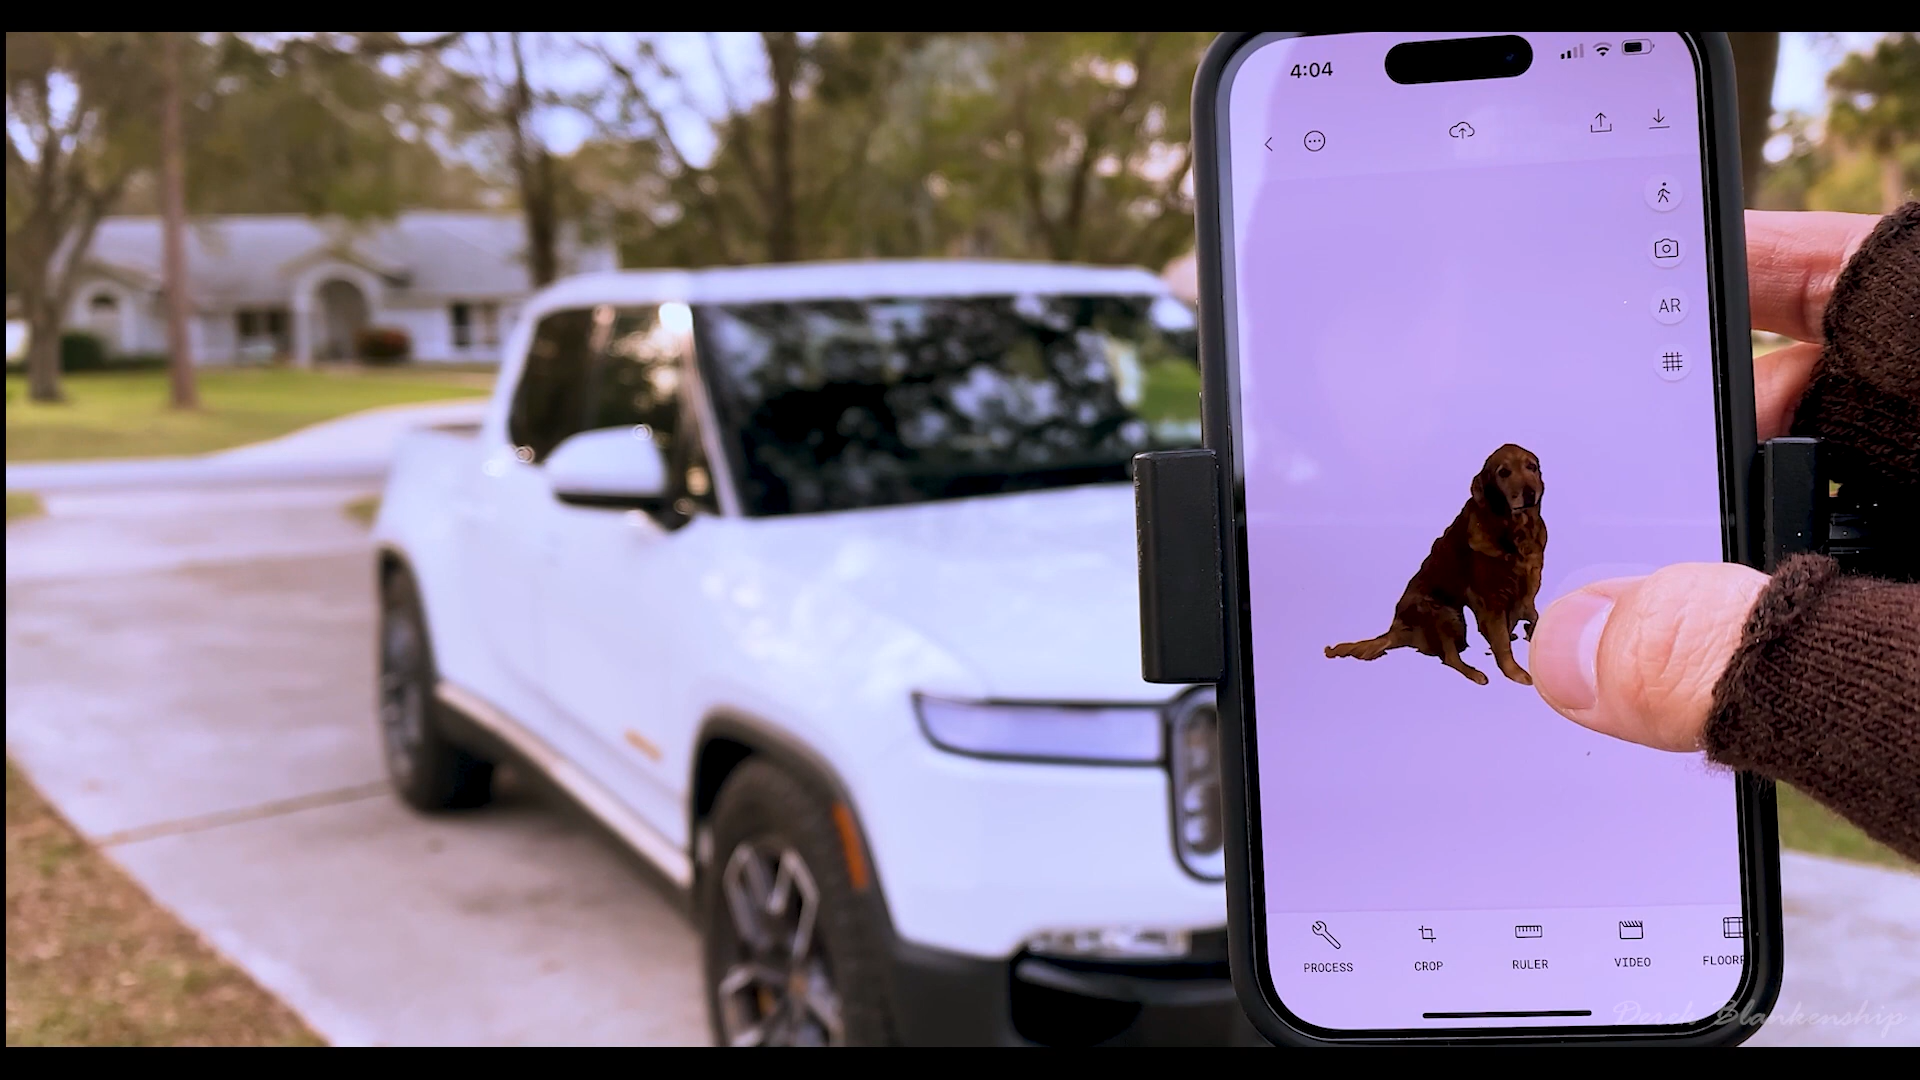 4:04
AR
PROCESS
CROP
RULER
VIDEO
FLOORP
Derek Blankenship